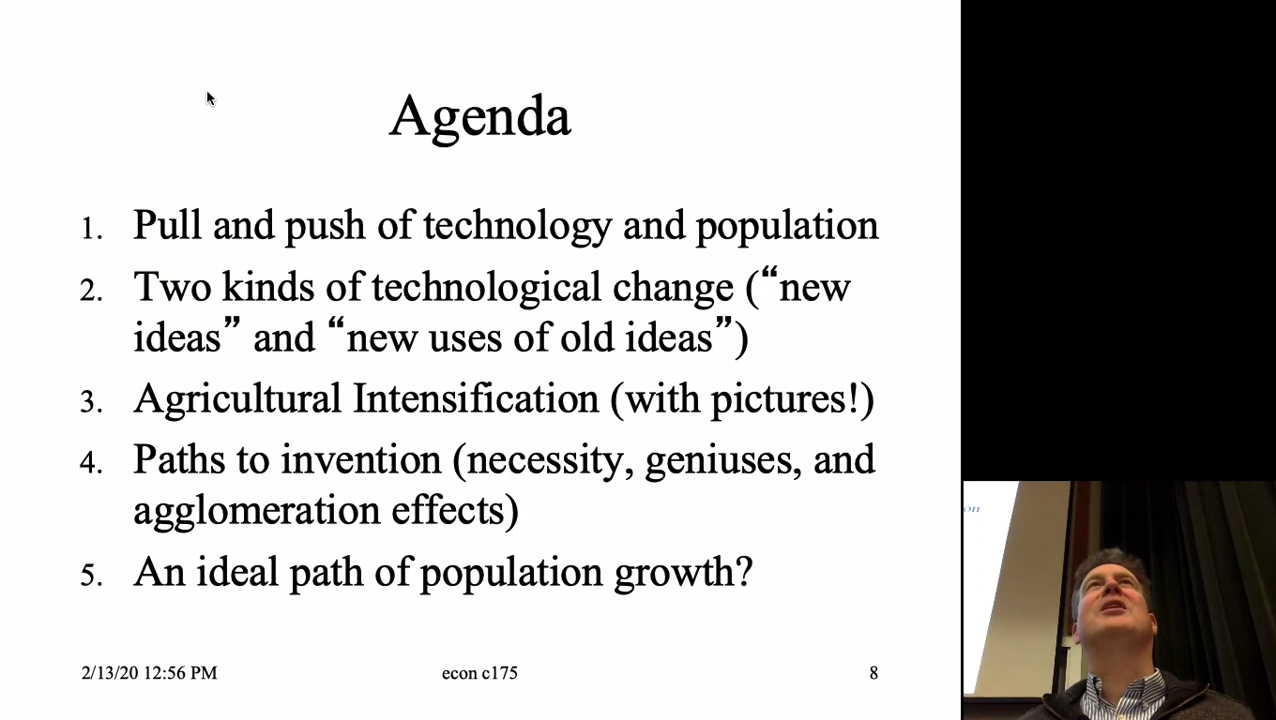 Agenda
1. Pull and push of technology and population
2. Two kinds of technological change (“new
ideas” and “new uses of old ideas”)
3. Agricultural Intensification (with pictures!)
4. Paths to invention (necessity, geniuses, and
agglomeration effects)
5. An ideal path of population growth?
2/13/20 12:56 PM
econ c175
8
on